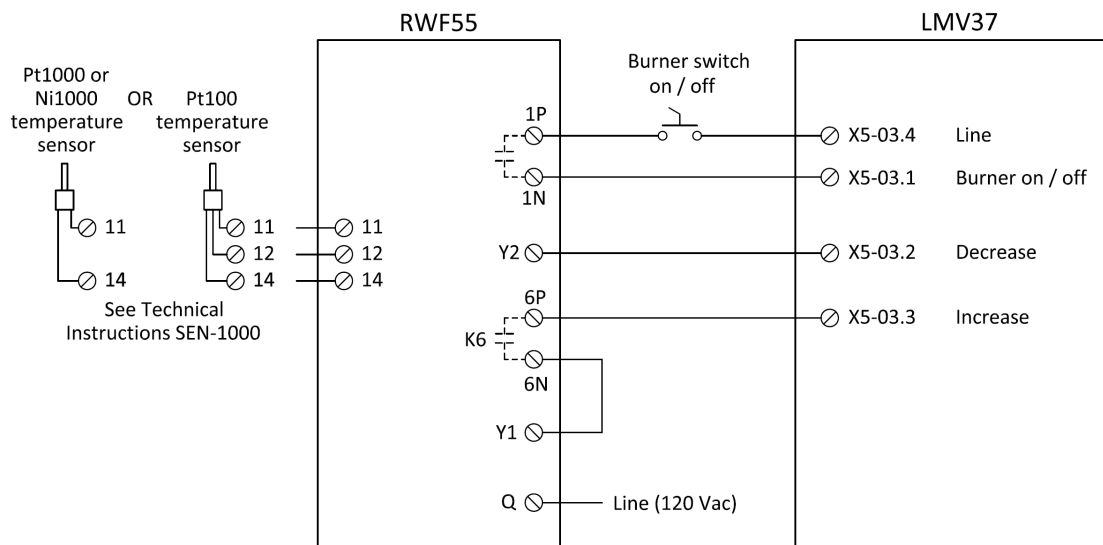 RWF55
LMV37
Pt1000 or
Ni1000
temperature
sensor
OR
Pt100
temperature
sensor
11
14
11
12
14
See Technical
Instructions SEN-1000
11
12
14
1P
1N
Y2
6P
K6
6N
Y1
Q
Line (120 Vac)
Burner switch
on / off
X5-03.4 Line
X5-03.1 Burner on / off
X5-03.2 Decrease
X5-03.3 Increase